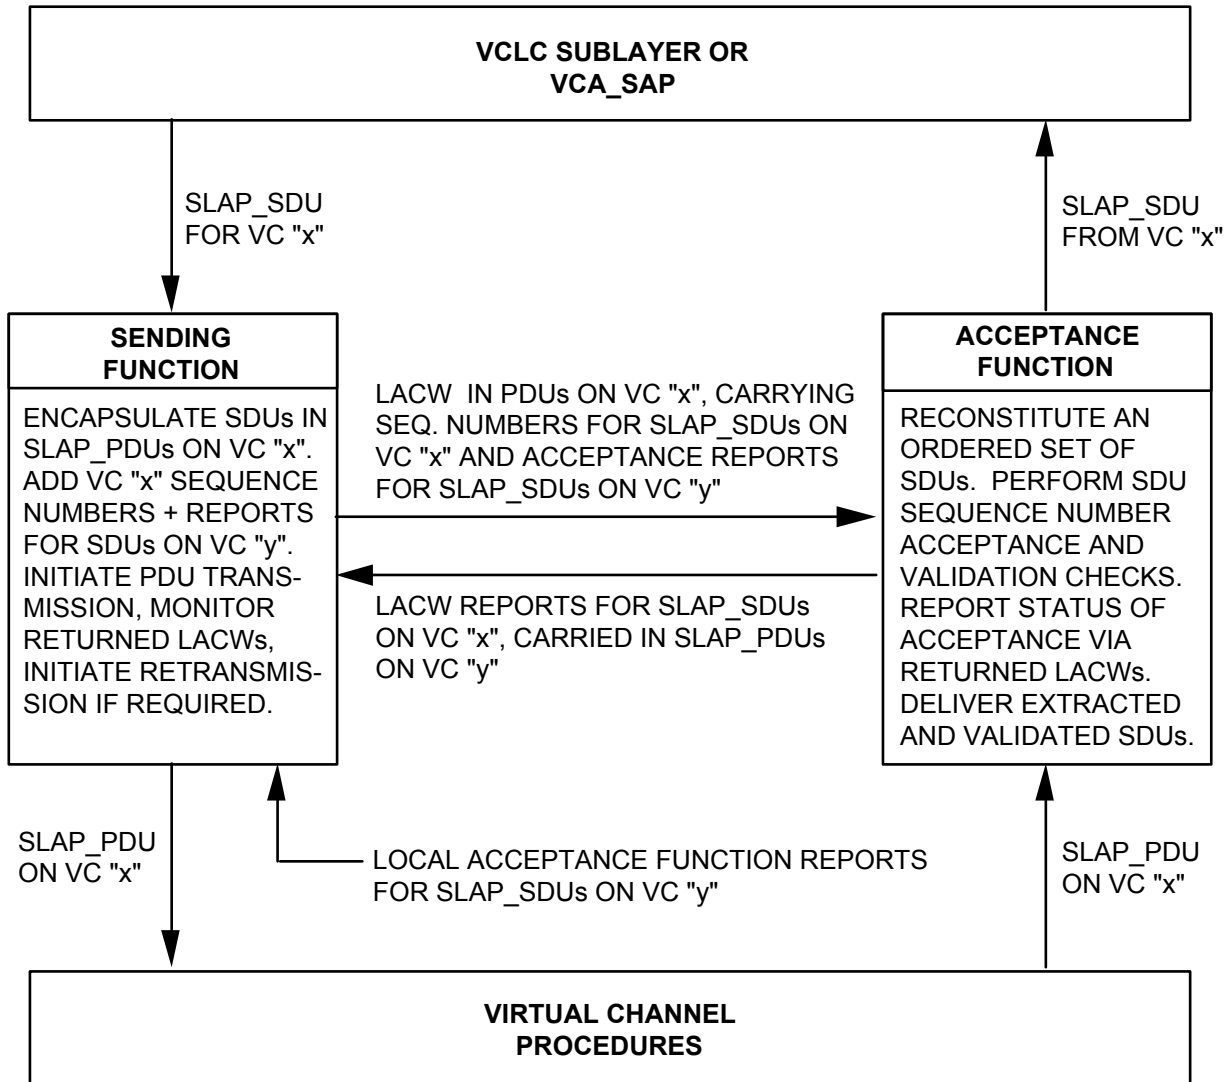 VCLC SUBLAYER OR
VCA_SAP
SLAP_SDU
FOR VC "x"
SLAP_SDU
FROM VC "x"
SENDING
FUNCTION
ENCAPSULATE SDUs IN
SLAP_PDUs ON VC "x".
ADD VC "x" SEQUENCE
NUMBERS + REPORTS
FOR SDUs ON VC "y".
INITIATE PDU TRANS-
MISSION, MONITOR
RETURNED LACWs,
INITIATE RETRANSMIS-
SION IF REQUIRED.
LACW IN PDUs ON VC "x", CARRYING
SEQ. NUMBERS FOR SLAP_SDUs ON
VC "x" AND ACCEPTANCE REPORTS
FOR SLAP_SDUs ON VC "y"
LACW REPORTS FOR SLAP_SDUs
ON VC "x", CARRIED IN SLAP_PDUs
ON VC "y"
ACCEPTANCE
FUNCTION
RECONSTITUTE AN
ORDERED SET OF
SDUs. PERFORM SDU
SEQUENCE NUMBER
ACCEPTANCE AND
VALIDATION CHECKS.
REPORT STATUS OF
ACCEPTANCE VIA
RETURNED LACWs.
DELIVER EXTRACTED
AND VALIDATED SDUs.
SLAP_PDU
ON VC "x"
LOCAL ACCEPTANCE FUNCTION REPORTS
FOR SLAP_SDUs ON VC "y"
SLAP_PDU
ON VC "x"
VIRTUAL CHANNEL
PROCEDURES